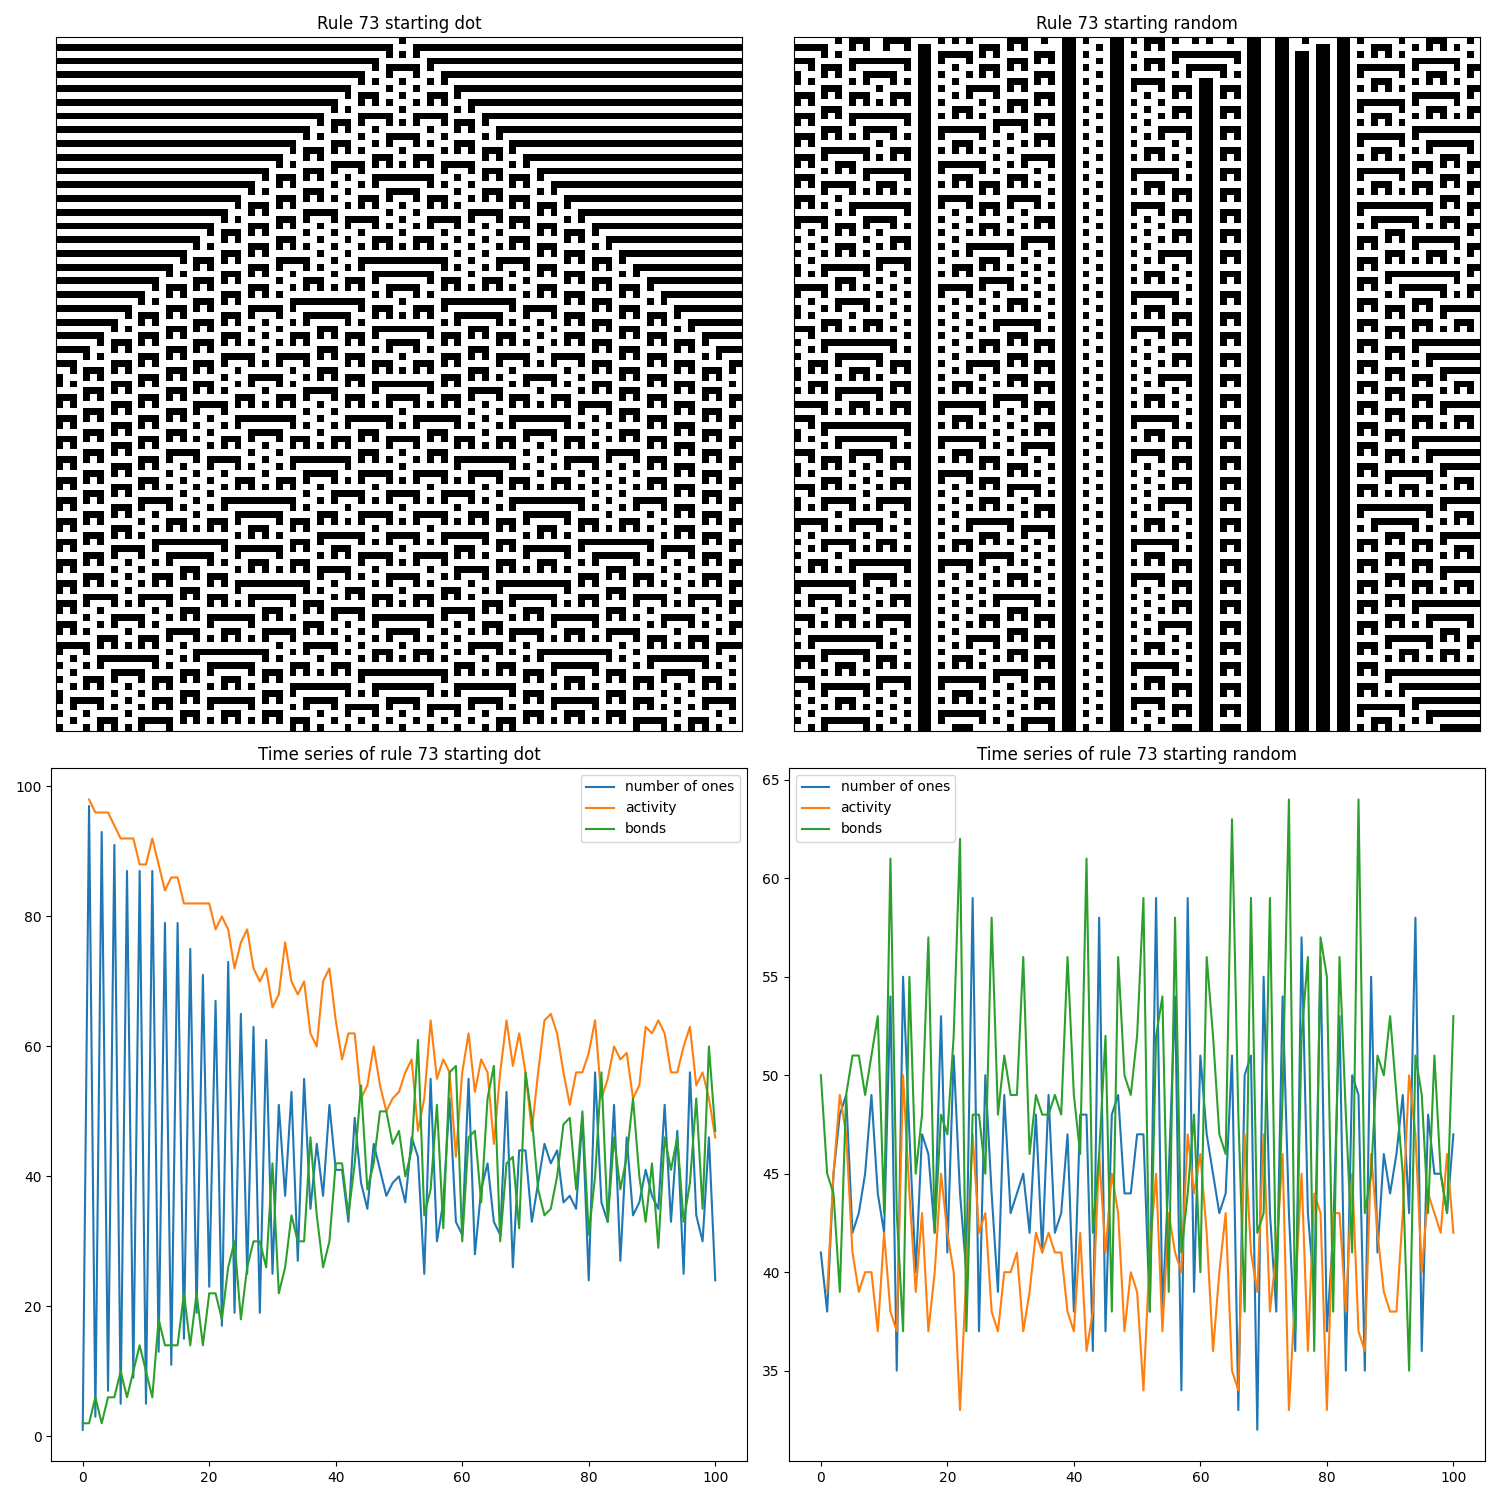 Rule 73 starting dot
Rule 73 starting random
Time series of rule 73 starting dot
100
80
60
40
20
0
0
20
40
60
80
100
number of ones
activity
bonds
Time series of rule 73 starting random
65
60
55
50
45
40
35
0
20
40
60
80
100
number of ones
activity
bonds